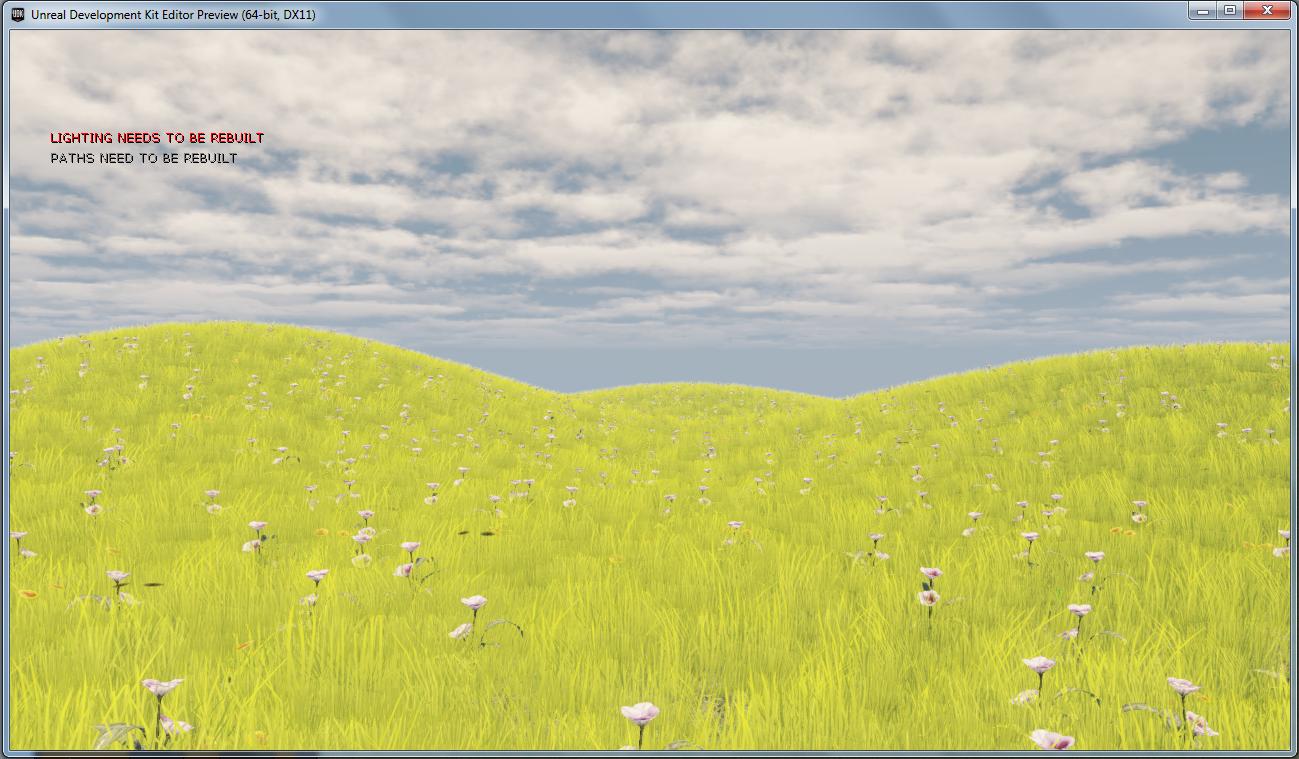 Unreal Development Kit Editor Preview (64-bit, DX11)
LIGHTING NEEDS TO BE REBUILT
PATHS NEED TO BE REBUILT